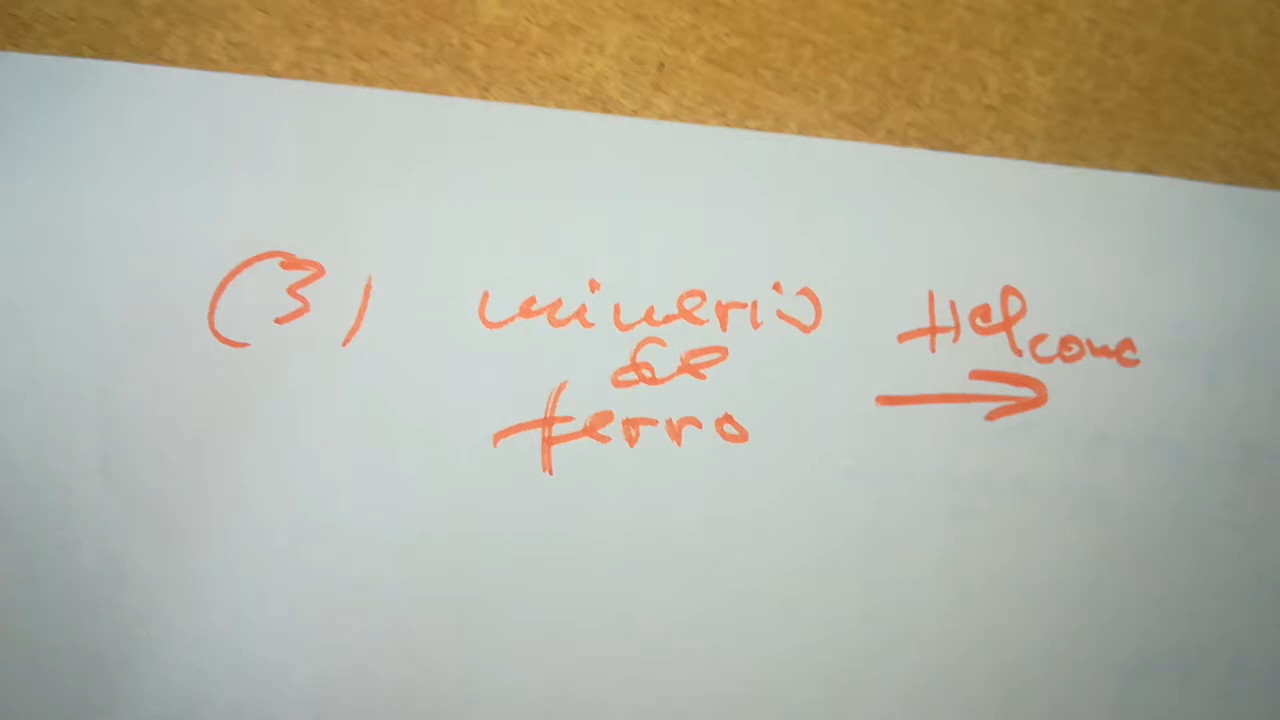 (3) minerio HCl conc
de
ferro →